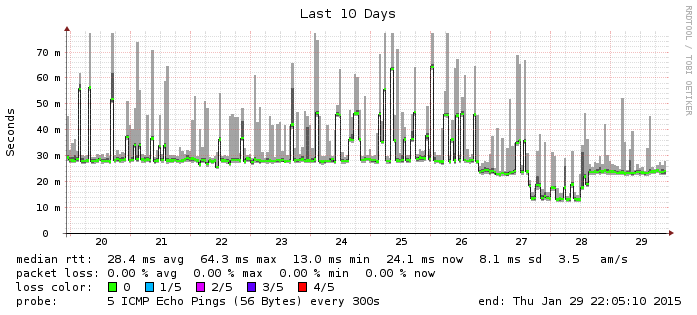 Last 10 Days
RRDTOOL / TOBI OETIKER
Seconds
70 m
60 m
50 m
40 m
30 m
20 m
10 m
0
20 21 22 23 24 25 26 27 28 29
median rtt: 28.4 ms avg 64.3 ms max 13.0 ms min 24.1 ms now 8.1 ms sd 3.5 am/s
packet loss: 0.00 % avg 0.00 % max 0.00 % min 0.00 % now
loss color: 0 1/5 2/5 3/5 4/5
probe: 5 ICMP Echo Pings (56 Bytes) every 300s end: Thu Jan 29 22:05:10 2015